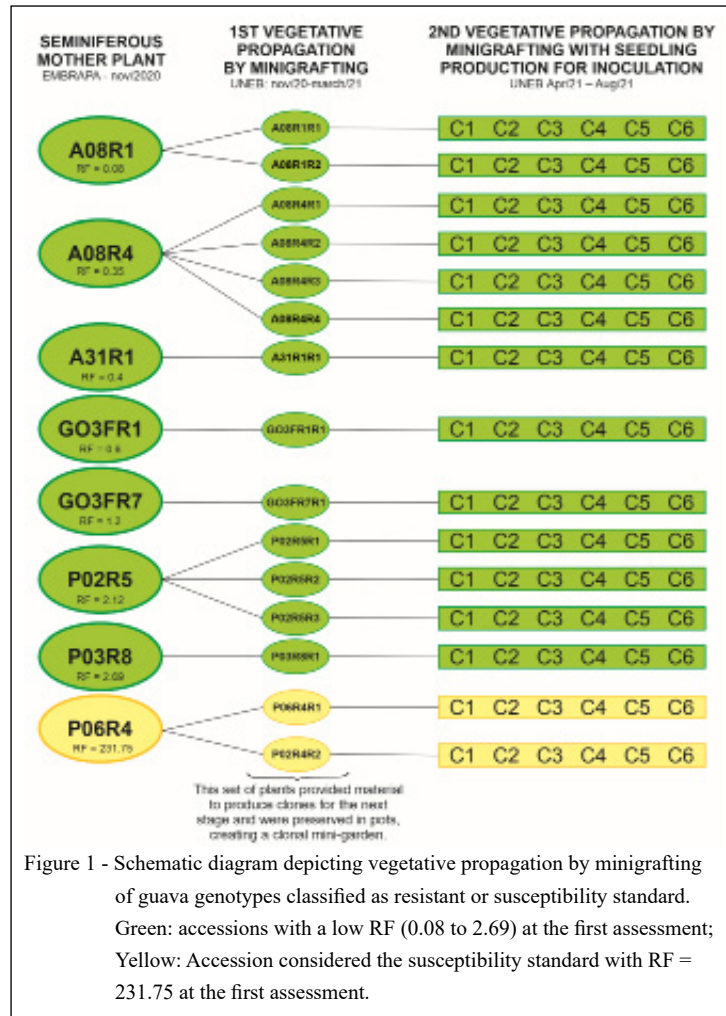 SEMINIFEROUS
MOTHER PLANT
EMBRAPA - nov/2020
1ST VEGETATIVE
PROPAGATION
BY MINIGRAFTING
UNEB: nov/20-march/21
2ND VEGETATIVE PROPAGATION BY
MINIGRAFTING WITH SEEDLING
PRODUCTION FOR INOCULATION
UNEB Apr/21 – Aug/21
A08R1
RF = 0.08
A08R1R1
C1 C2 C3 C4 C5 C6
A08R1R2
C1 C2 C3 C4 C5 C6
A08R4
RF = 0.35
A08R4R1
C1 C2 C3 C4 C5 C6
A08R4R2
C1 C2 C3 C4 C5 C6
A08R4R3
C1 C2 C3 C4 C5 C6
A08R4R4
C1 C2 C3 C4 C5 C6
A31R1
RF = 0.4
A31R1R1
C1 C2 C3 C4 C5 C6
GO3FR1
RF = 0.8
GO3FR1R1
C1 C2 C3 C4 C5 C6
GO3FR7
RF = 1.2
GO3FR7R1
C1 C2 C3 C4 C5 C6
P02R5
RF = 2.12
P02R5R1
C1 C2 C3 C4 C5 C6
P02R5R2
C1 C2 C3 C4 C5 C6
P02R5R3
C1 C2 C3 C4 C5 C6
P03R8
RF = 2.69
P03R8R1
C1 C2 C3 C4 C5 C6
P06R4
RF = 231.75
P06R4R1
C1 C2 C3 C4 C5 C6
P02R4R2
C1 C2 C3 C4 C5 C6
This set of plants provided material
to produce clones for the next
stage and were preserved in pots,
creating a clonal mini-garden.
Figure 1 - Schematic diagram depicting vegetative propagation by minigrafting
of guava genotypes classified as resistant or susceptibility standard.
Green: accessions with a low RF (0.08 to 2.69) at the first assessment;
Yellow: Accession considered the susceptibility standard with RF =
231.75 at the first assessment.